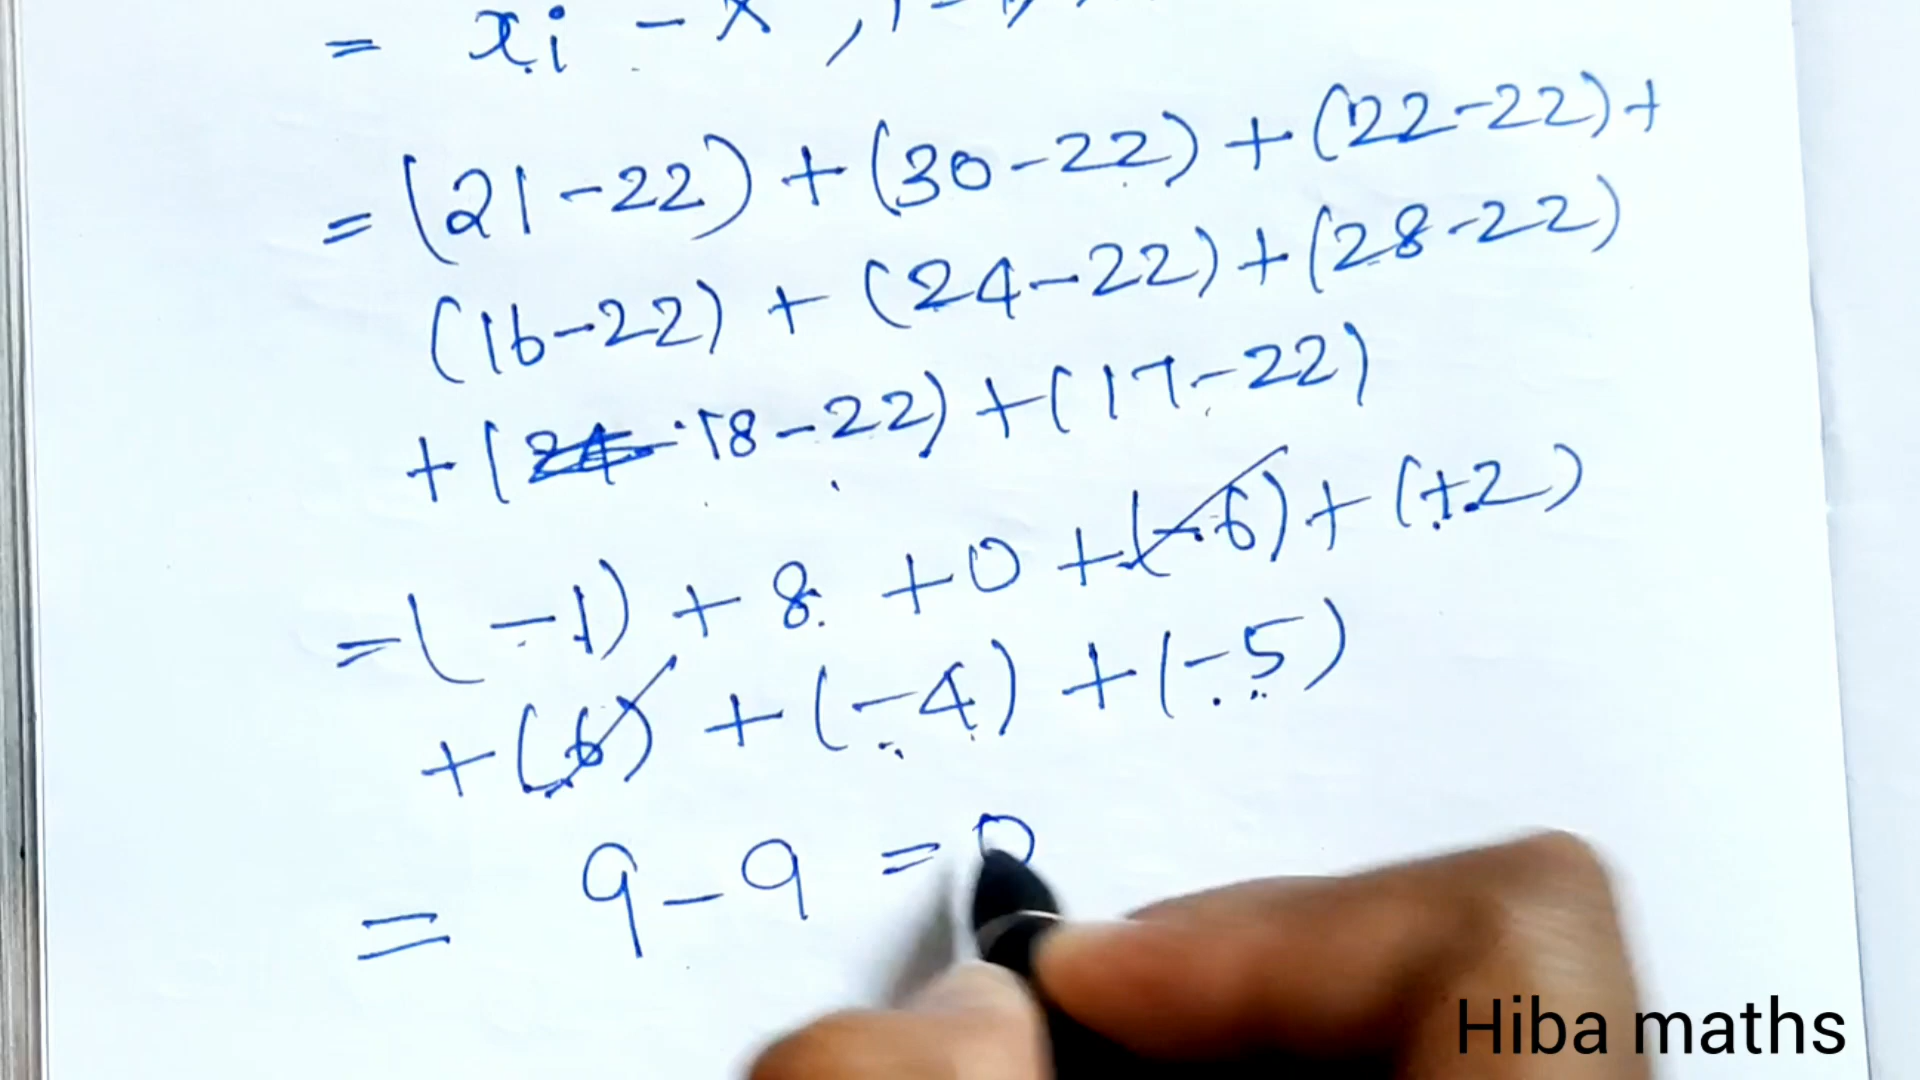 = xi - x ,
= (21-22) + (30-22) + (22-22) +
(16-22) + (24-22) + (28-22)
+ ( 18-22) + (17-22)
= (-1) + 8 + 0 + (-6) + (+2)
+ (6) + (-4) + (-5)
= 9 - 9 = 0
Hiba maths